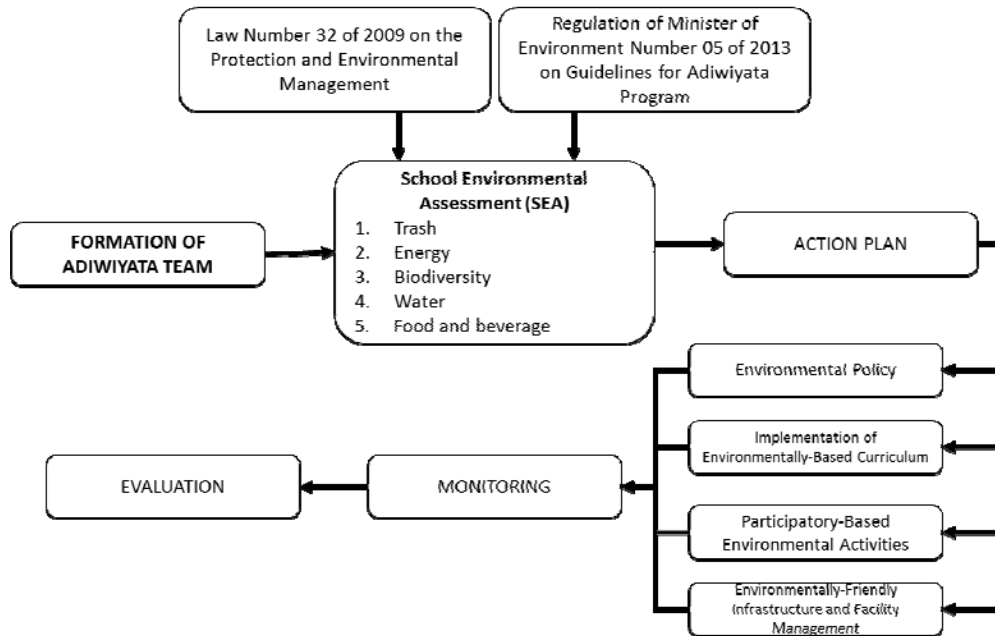 Law Number 32 of 2009 on the
Protection and Environmental
Management
Regulation of Minister of
Environment Number 05 of 2013
on Guidelines for Adiwiyata
Program
FORMATION OF
ADIWIYATA TEAM
School Environmental
Assessment (SEA)
1. Trash
2. Energy
3. Biodiversity
4. Water
5. Food and beverage
ACTION PLAN
Environmental Policy
Implementation of
Environmentally-Based Curriculum
Participatory-Based
Environmental Activities
Environmentally-Friendly
Infrastructure and Facility
Management
MONITORING
EVALUATION